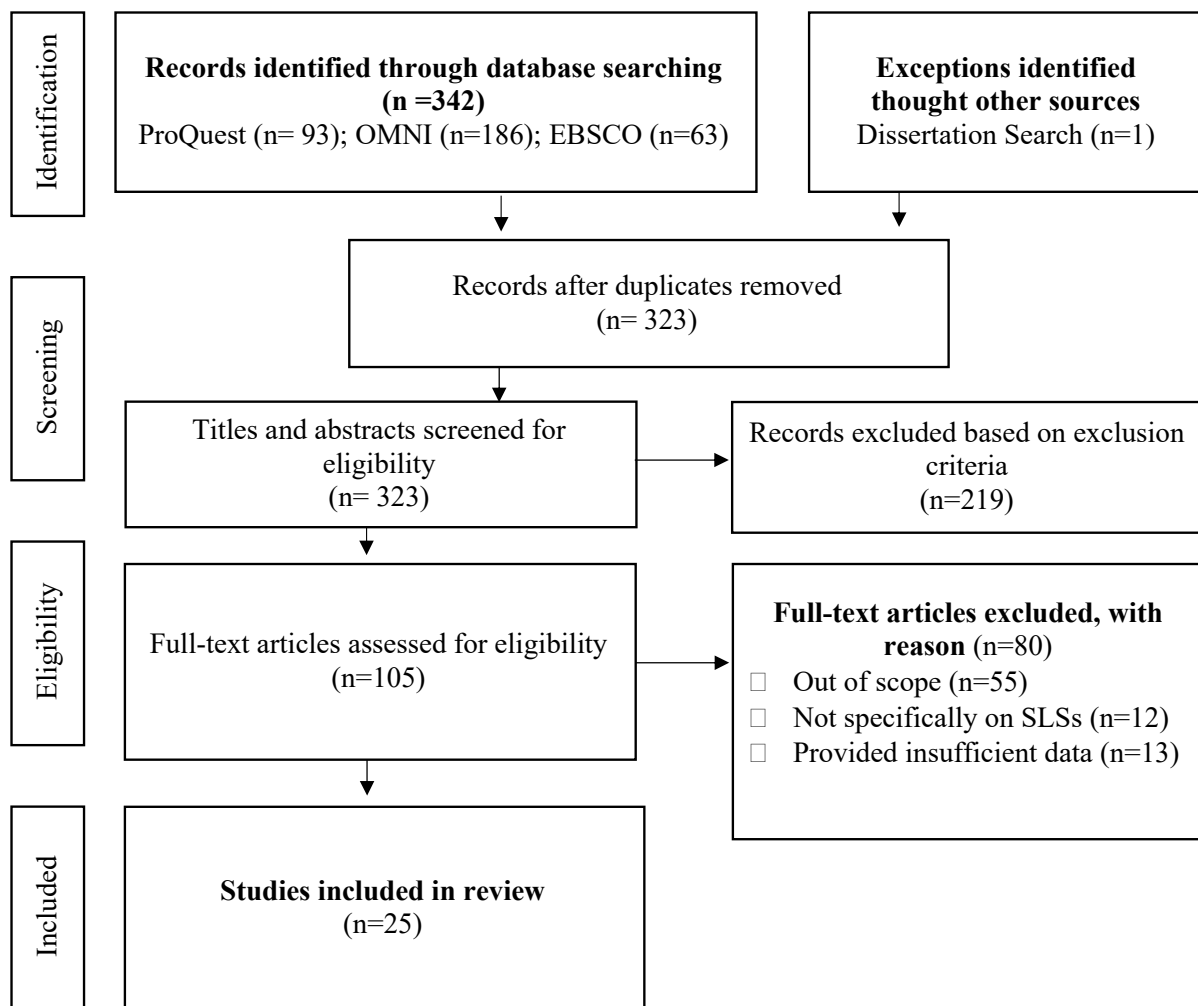 Identification
Records identified through database searching
(n =342)
ProQuest (n= 93); OMNI (n=186); EBSCO (n=63)
Exceptions identified
thought other sources
Dissertation Search (n=1)
Screening
Records after duplicates removed
(n= 323)
Titles and abstracts screened for
eligibility
(n= 323)
Records excluded based on exclusion
criteria
(n=219)
Eligibility
Full-text articles assessed for eligibility
(n=105)
Full-text articles excluded, with
reason (n=80)
Out of scope (n=55)
Not specifically on SLSs (n=12)
Provided insufficient data (n=13)
Included
Studies included in review
(n=25)